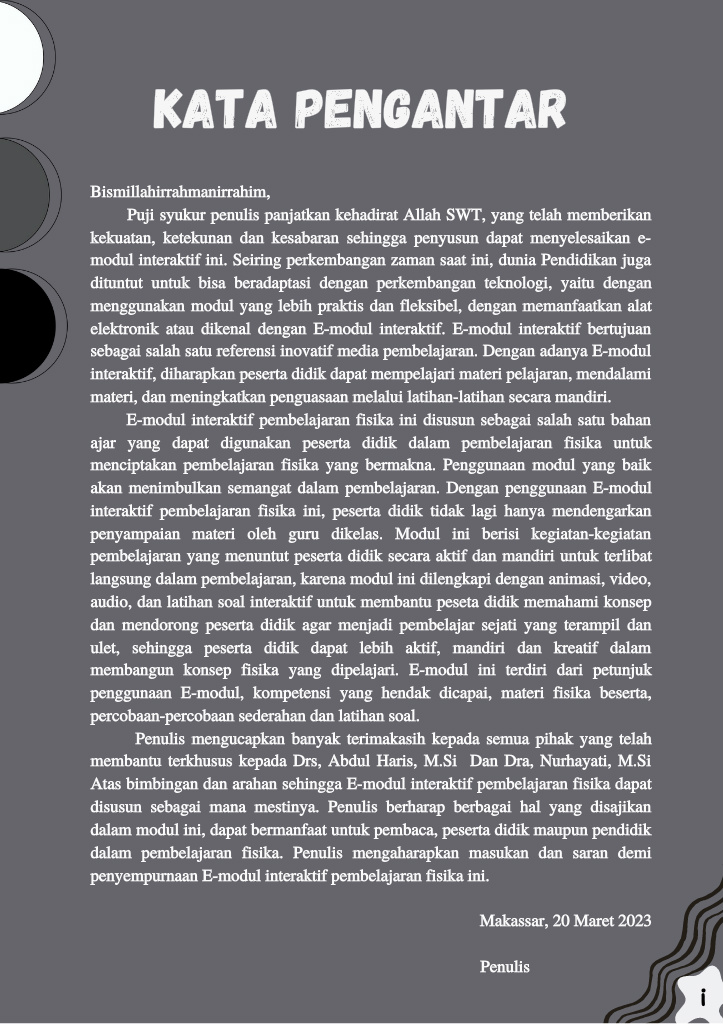 KATA PENGANTAR
Bismillahirrahmanirrahim,
Puji syukur penulis panjatkan kehadirat Allah SWT, yang telah memberikan
kekuatan, ketekunan dan kesabaran sehingga penyusun dapat menyelesaikan e-
modul interaktif ini. Seiring perkembangan zaman saat ini, dunia Pendidikan juga
dituntut untuk bisa beradaptasi dengan perkembangan teknologi, yaitu dengan
menggunakan modul yang lebih praktis dan fleksibel, dengan memanfaatkan alat
elektronik atau dikenal dengan E-modul interaktif. E-modul interaktif bertujuan
sebagai salah satu referensi inovatif media pembelajaran. Dengan adanya E-modul
interaktif, diharapkan peserta didik dapat mempelajari materi pelajaran, mendalami
materi, dan meningkatkan penguasaan melalui latihan-latihan secara mandiri.
E-modul interaktif pembelajaran fisika ini disusun sebagai salah satu bahan
ajar yang dapat digunakan peserta didik dalam pembelajaran fisika untuk
menciptakan pembelajaran fisika yang bermakna. Penggunaan modul yang baik
akan menimbulkan semangat dalam pembelajaran. Dengan penggunaan E-modul
interaktif pembelajaran fisika ini, peserta didik tidak lagi hanya mendengarkan
penyampaian materi oleh guru dikelas. Modul ini berisi kegiatan-kegiatan
pembelajaran yang menuntut peserta didik secara aktif dan mandiri untuk terlibat
langsung dalam pembelajaran, karena modul ini dilengkapi dengan animasi, video,
audio, dan latihan soal interaktif untuk membantu peseta didik memahami konsep
dan mendorong peserta didik agar menjadi pembelajar sejati yang terampil dan
ulet, sehingga peserta didik dapat lebih aktif, mandiri dan kreatif dalam
membangun konsep fisika yang dipelajari. E-modul ini terdiri dari petunjuk
penggunaan E-modul, kompetensi yang hendak dicapai, materi fisika beserta,
percobaan-percobaan sederahan dan latihan soal.
Penulis mengucapkan banyak terimakasih kepada semua pihak yang telah
membantu terkhusus kepada Drs, Abdul Haris, M.Si Dan Dra, Nurhayati, M.Si
Atas bimbingan dan arahan sehingga E-modul interaktif pembelajaran fisika dapat
disusun sebagai mana mestinya. Penulis berharap berbagai hal yang disajikan
dalam modul ini, dapat bermanfaat untuk pembaca, peserta didik maupun pendidik
dalam pembelajaran fisika. Penulis mengaharapkan masukan dan saran demi
penyempurnaan E-modul interaktif pembelajaran fisika ini.
Makassar, 20 Maret 2023
Penulis
i